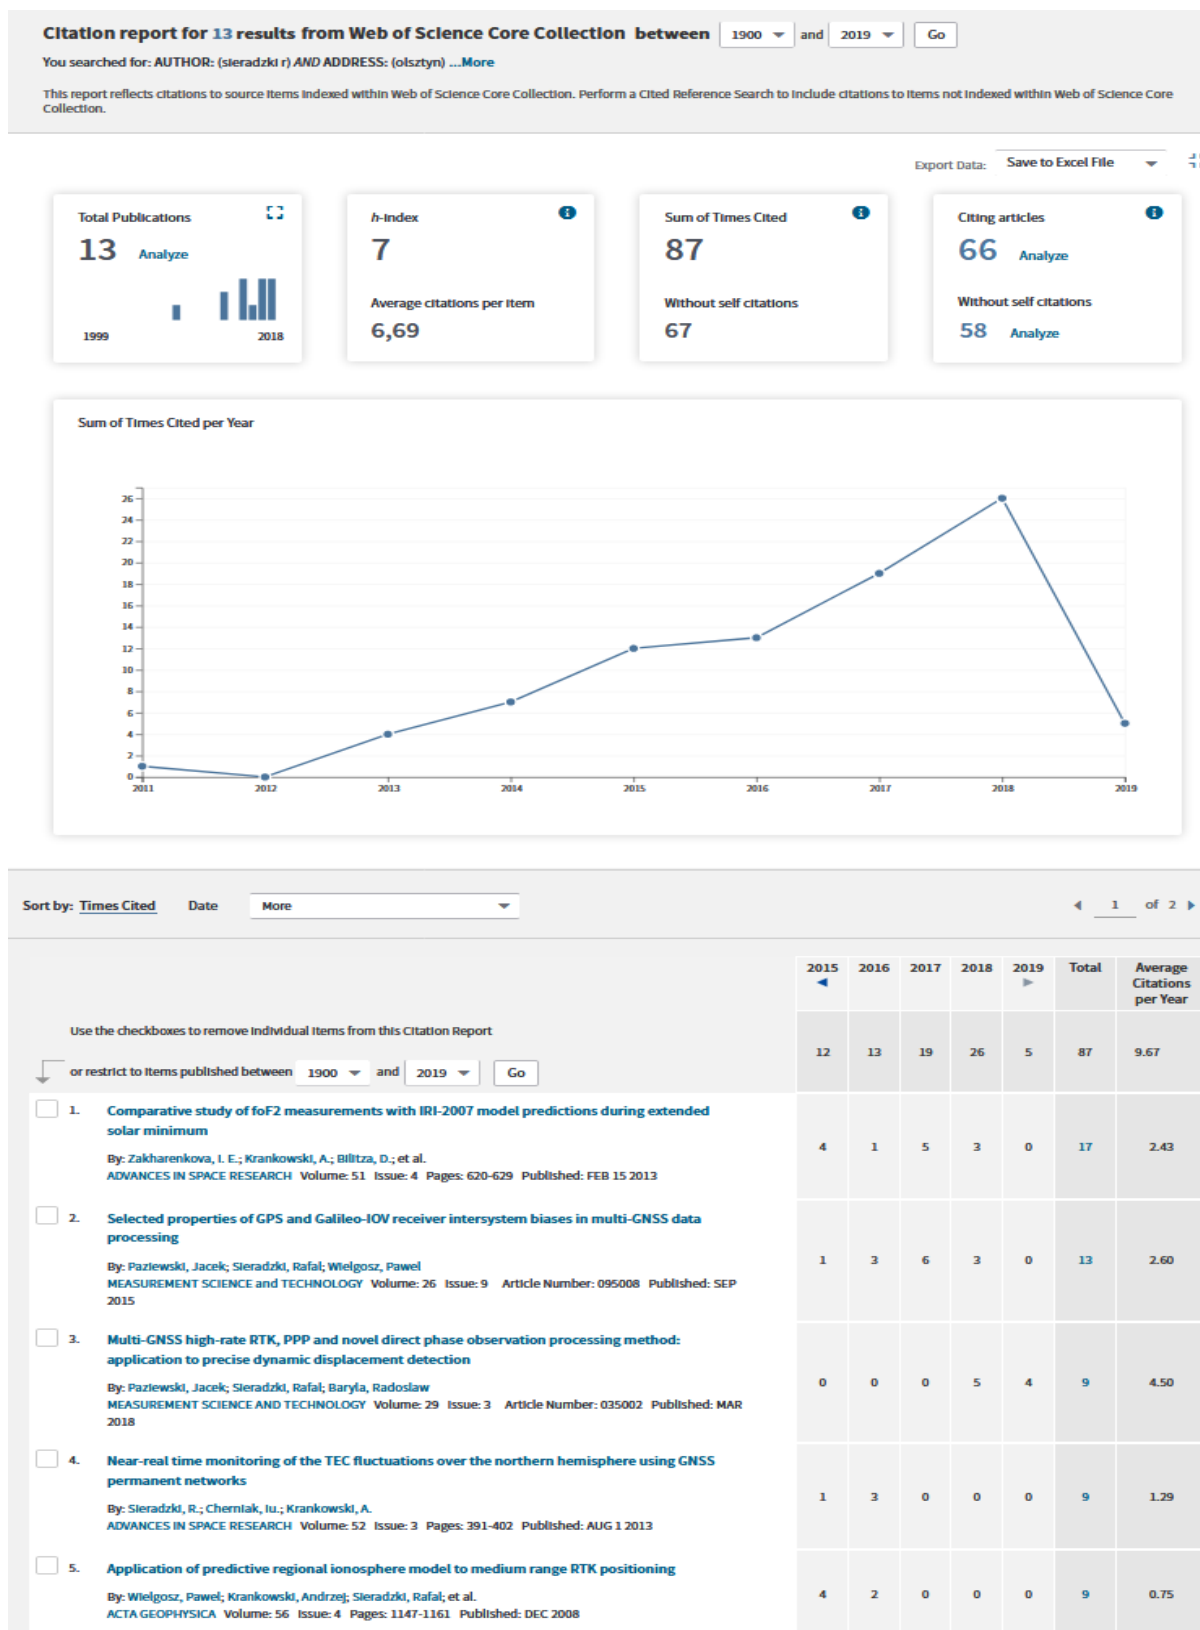 Citation report for 13 results from Web of Science Core Collection between 1900 and 2019 Go
You searched for: AUTHOR: (sieradzki r) AND ADDRESS: (olsztyn) ...More
This report reflects citations to source items indexed within Web of Science Core Collection. Perform a Cited Reference Search to include citations to items not indexed within Web of Science Core
Collection.
Export Data: Save to Excel File
Total Publications
13 Analyze
1999 2018
h-index
7
Average citations per item
6,69
Sum of Times Cited
87
Without self citations
67
Citing articles
66 Analyze
Without self citations
58 Analyze
Sum of Times Cited per Year
26
24
22
20
18
16
14
12
10
8
6
4
2
0
2011 2012 2013 2014 2015 2016 2017 2018 2019
Sort by: Times Cited Date More
1 of 2
2015 2016 2017 2018 2019 Total Average
Citations
per Year
Use the checkboxes to remove individual items from this Citation Report
12 13 19 26 5 87 9.67
or restrict to items published between 1900 and 2019 Go
1. Comparative study of foF2 measurements with IRI-2007 model predictions during extended
solar minimum
By: Zakharenkova, I. E.; Krankowski, A.; Bilitza, D.; et al.
ADVANCES IN SPACE RESEARCH Volume: 51 Issue: 4 Pages: 620-629 Published: FEB 15 2013
4 1 5 3 0 17 2.43
2. Selected properties of GPS and Galileo-IOV receiver intersystem biases in multi-GNSS data
processing
By: Paziewski, Jacek; Sieradzki, Rafal; Wielgosz, Pawel
MEASUREMENT SCIENCE and TECHNOLOGY Volume: 26 Issue: 9 Article Number: 095008 Published: SEP
2015
1 3 6 3 0 13 2.60
3. Multi-GNSS high-rate RTK, PPP and novel direct phase observation processing method:
application to precise dynamic displacement detection
By: Paziewski, Jacek; Sieradzki, Rafal; Baryla, Radoslaw
MEASUREMENT SCIENCE AND TECHNOLOGY Volume: 29 Issue: 3 Article Number: 035002 Published: MAR
2018
0 0 0 5 4 9 4.50
4. Near-real time monitoring of the TEC fluctuations over the northern hemisphere using GNSS
permanent networks
By: Sieradzki, R.; Cherniak, Iu.; Krankowski, A.
ADVANCES IN SPACE RESEARCH Volume: 52 Issue: 3 Pages: 391-402 Published: AUG 1 2013
1 3 0 0 0 9 1.29
5. Application of predictive regional ionosphere model to medium range RTK positioning
By: Wielgosz, Pawel; Krankowski, Andrzej; Sieradzki, Rafal; et al.
ACTA GEOPHYSICA Volume: 56 Issue: 4 Pages: 1147-1161 Published: DEC 2008
4 2 0 0 0 9 0.75